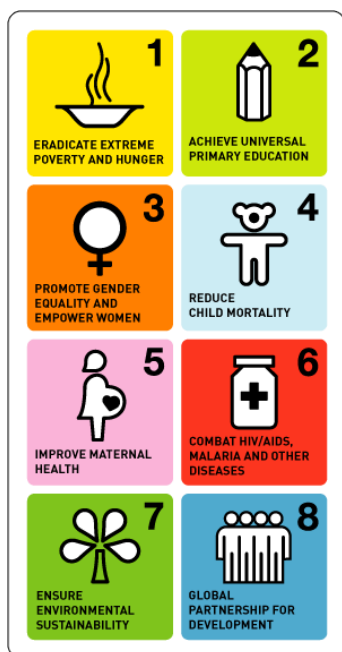 1
ERADICATE EXTREME
POVERTY AND HUNGER
2
ACHIEVE UNIVERSAL
PRIMARY EDUCATION
3
PROMOTE GENDER
EQUALITY AND
EMPOWER WOMEN
4
REDUCE
CHILD MORTALITY
5
IMPROVE MATERNAL
HEALTH
6
COMBAT HIV/AIDS,
MALARIA AND OTHER
DISEASES
7
ENSURE
ENVIRONMENTAL
SUSTAINABILITY
8
GLOBAL
PARTNERSHIP FOR
DEVELOPMENT